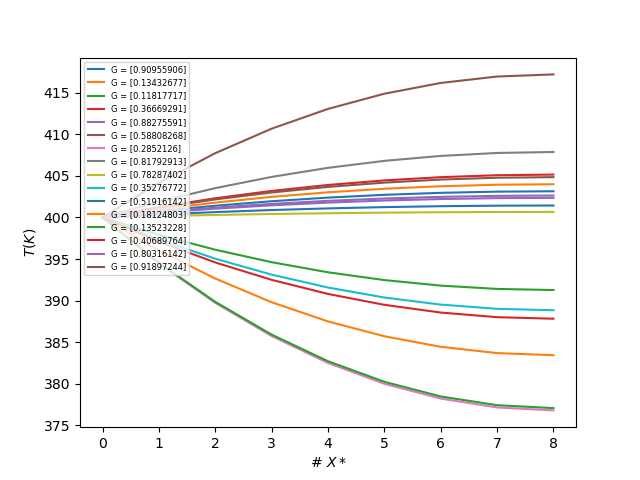 415
410
405
400
395
390
385
380
375
T(K)
G = [0.90955906]
G = [0.13432677]
G = [0.11817717]
G = [0.36669291]
G = [0.88275591]
G = [0.58808268]
G = [0.2852126]
G = [0.81792913]
G = [0.78287402]
G = [0.35276772]
G = [0.51916142]
G = [0.18124803]
G = [0.13523228]
G = [0.40689764]
G = [0.80316142]
G = [0.91897244]
0 1 2 3 4 5 6 7 8
# X *